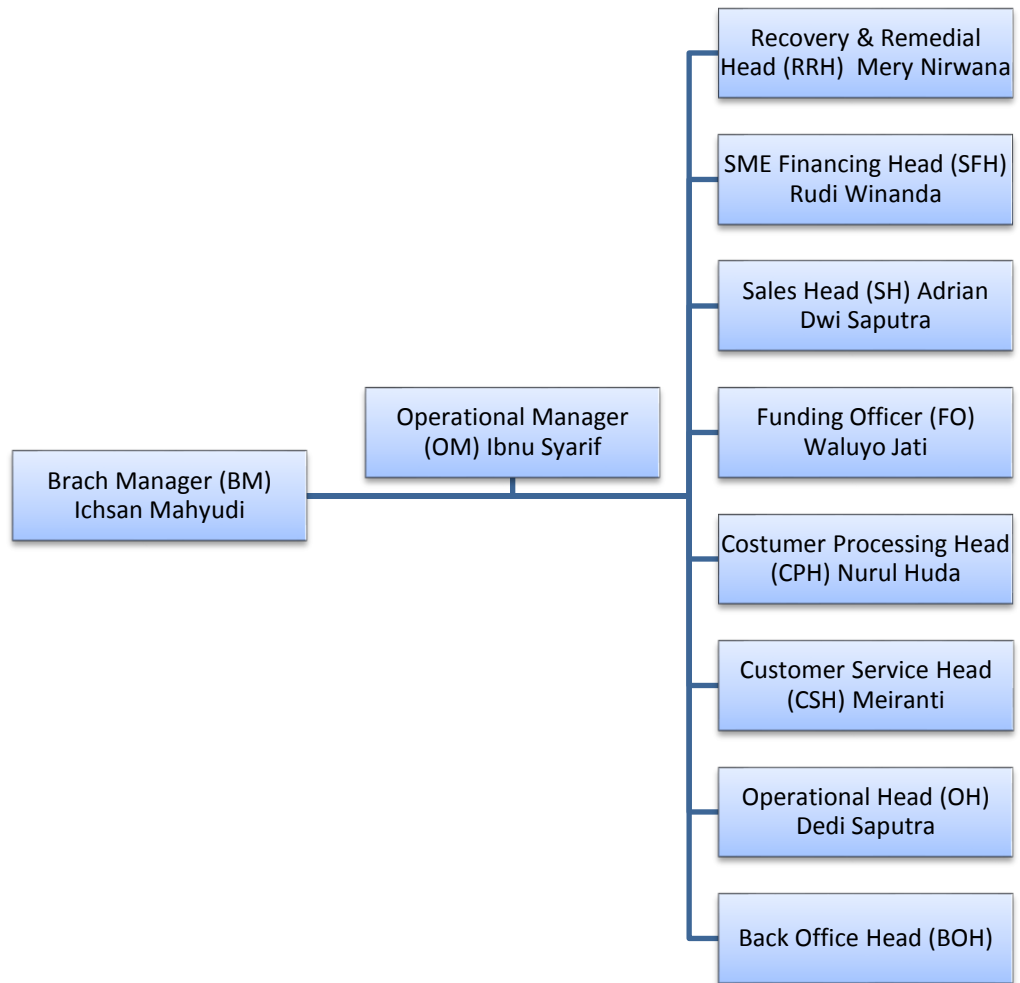 Recovery & Remedial
Head (RRH) Mery Nirwana
SME Financing Head (SFH)
Rudi Winanda
Sales Head (SH) Adrian
Dwi Saputra
Operational Manager
(OM) Ibnu Syarif
Funding Officer (FO)
Waluyo Jati
Brach Manager (BM)
Ichsan Mahyudi
Costumer Processing Head
(CPH) Nurul Huda
Customer Service Head
(CSH) Meiranti
Operational Head (OH)
Dedi Saputra
Back Office Head (BOH)